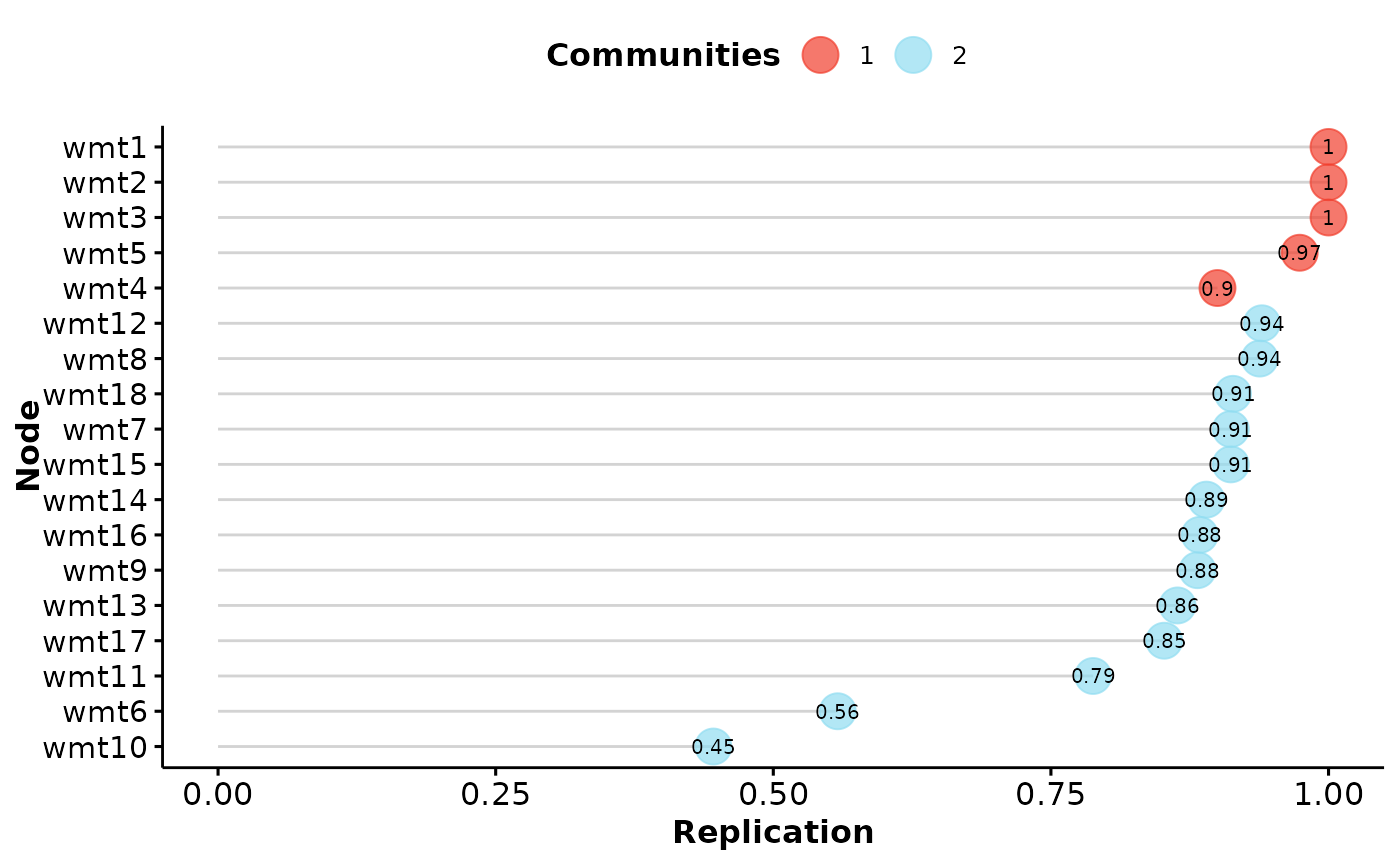 Communities 1 2
wmt1 1
wmt2 1
wmt3 1
wmt5 0.97
wmt4 0.9
wmt12 0.94
wmt8 0.94
wmt18 0.91
wmt7 0.91
wmt15 0.91
wmt14 0.89
wmt16 0.88
wmt9 0.88
wmt13 0.86
wmt17 0.85
wmt11 0.79
wmt6 0.56
wmt10 0.45
Node
0.00 0.25 0.50 0.75 1.00
Replication